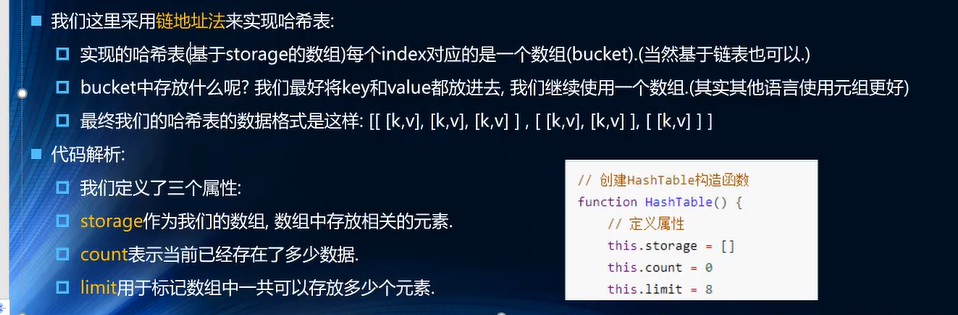 我们这里采用链地址法来实现哈希表:
实现的哈希表(基于storage的数组)每个index对应的是一个数组(bucket).(当然基于链表也可以.)
bucket中存放什么呢? 我们最好将key和value都放进去, 我们继续使用一个数组.(其实其他语言使用元组更好)
最终我们的哈希表的数据格式是这样: [[ [k,v], [k,v], [k,v] ] , [ [k,v], [k,v] ], [ [k,v] ] ]
代码解析:
我们定义了三个属性:
storage作为我们的数组, 数组中存放相关的元素.
count表示当前已经存在了多少数据.
limit用于标记数组中一共可以存放多少个元素.
// 创建HashTable构造函数
function HashTable() {
// 定义属性
this.storage = []
this.count = 0
this.limit = 8